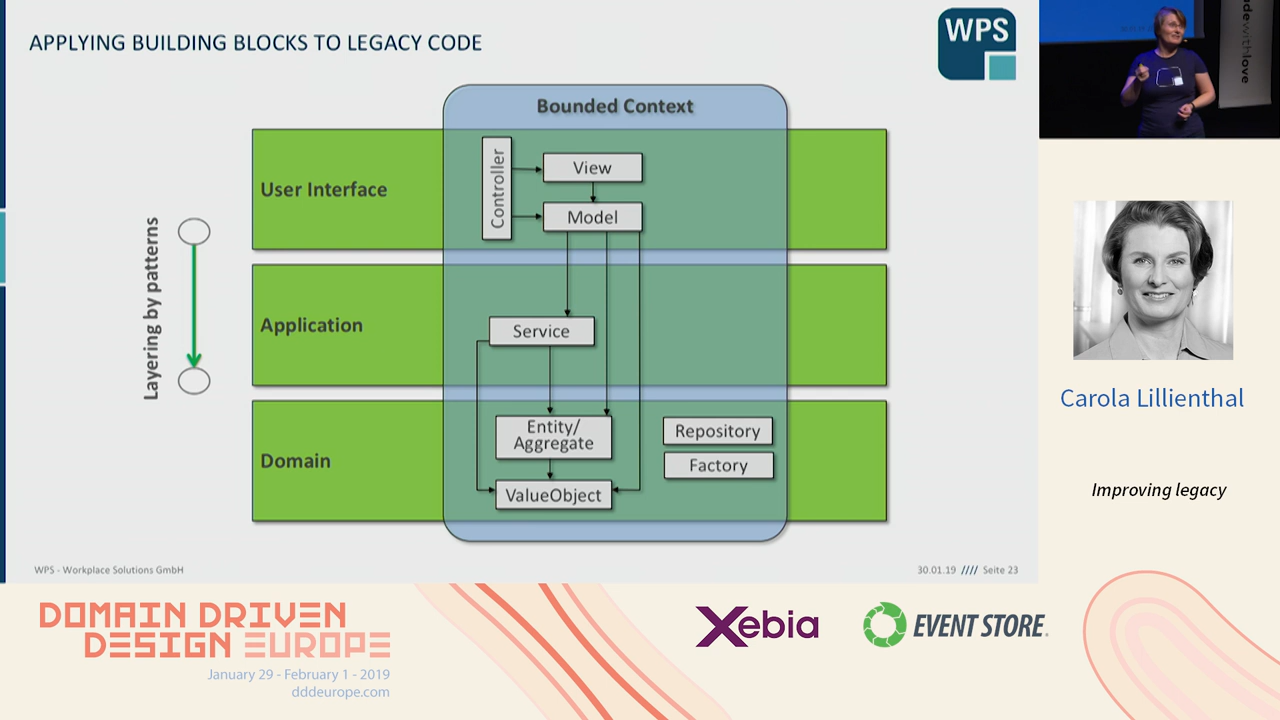 APPLYING BUILDING BLOCKS TO LEGACY CODE
WPS
Bounded Context
User Interface
Controller
View
Model
Layering by patterns
Application
Service
Domain
Entity/
Aggregate
ValueObject
Repository
Factory
WPS - Workplace Solutions GmbH
30.01.19 //// Seite 23
dewithlove
Carola Lillienthal
Improving legacy
DOMAIN DRIVEN
DESIGN EUROPE
January 29 - February 1 - 2019
dddeurope.com
Xebia
EVENT STORE.